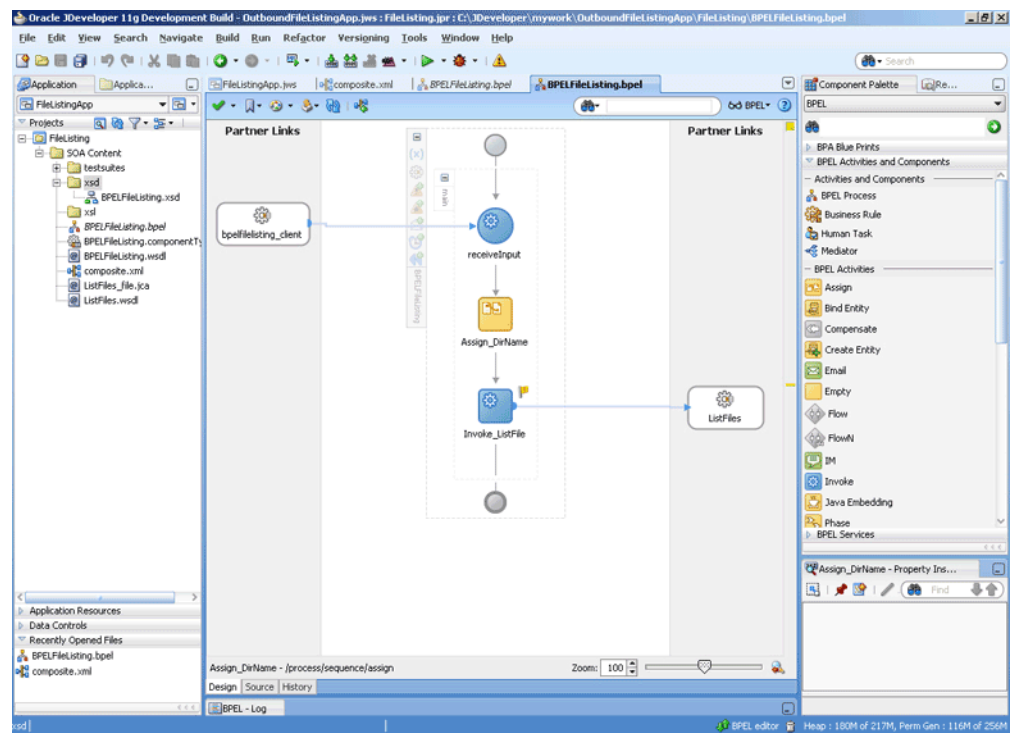 Oracle JDeveloper 11g Development Build - OutboundFileListingApp.jws : FileListing.jpr : C:\JDeveloper\mywork\OutboundFileListingApp\FileListing\BPELFileListing.bpel
File Edit View Search Navigate Build Run Refactor Versioning Tools Window Help
Search
Application Applica...
FileListingApp
Projects
FileListing
SOA Content
testsuites
xsd
BPELFileListing.xsd
xsl
BPELFileListing.bpel
BPELFileListing.componentTy
BPELFileListing.wsdl
composite.xml
ListFiles_file.jca
ListFiles.wsdl
Application Resources
Data Controls
Recently Opened Files
BPELFileListing.bpel
composite.xml
FileListingApp.jws composite.xml BPELFileListing.bpel BPELFileListing.bpel
BPEL
Partner Links Partner Links
main
bpelfilelisting_client
receiveInput
BPELFileListing
Assign_DirName
Invoke_ListFile
ListFiles
Assign_DirName - /process/sequence/assign
Zoom: 100
Design Source History
BPEL - Log
Component Palette Re...
BPEL
BPA Blue Prints
BPEL Activities and Components
Activities and Components
BPEL Process
Business Rule
Human Task
Mediator
BPEL Activities
Assign
Bind Entity
Compensate
Create Entity
Email
Empty
Flow
FlowN
IM
Invoke
Java Embedding
Phase
BPEL Services
Assign_DirName - Property Ins...
Find
xsd
BPEL editor Heap : 180M of 217M, Perm Gen : 116M of 256M